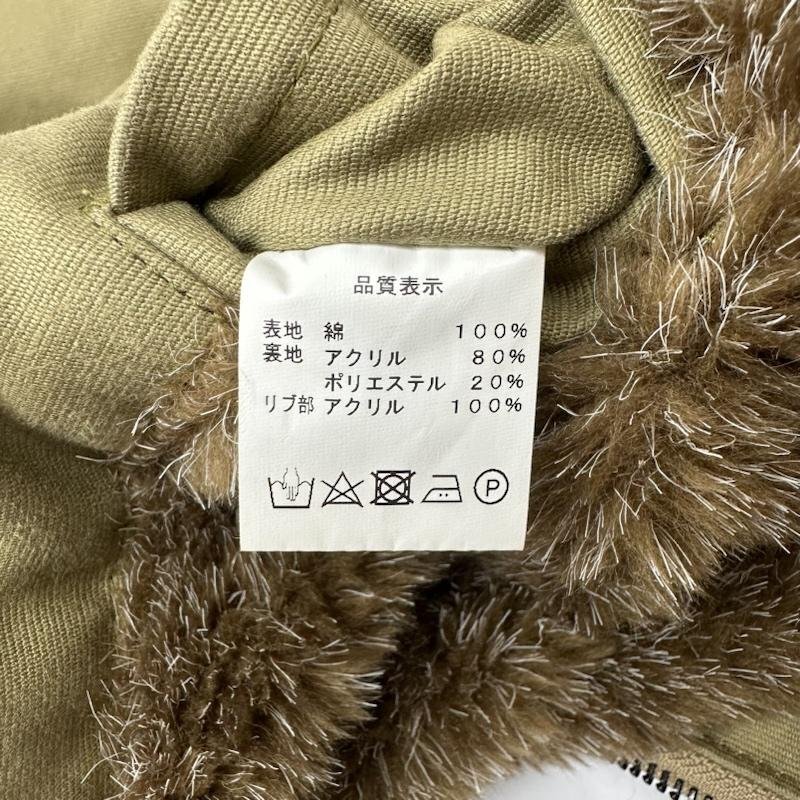 品質表示
表地 綿 100%
裏地 アクリル 80%
ポリエステル 20%
リブ部 アクリル 100%
P